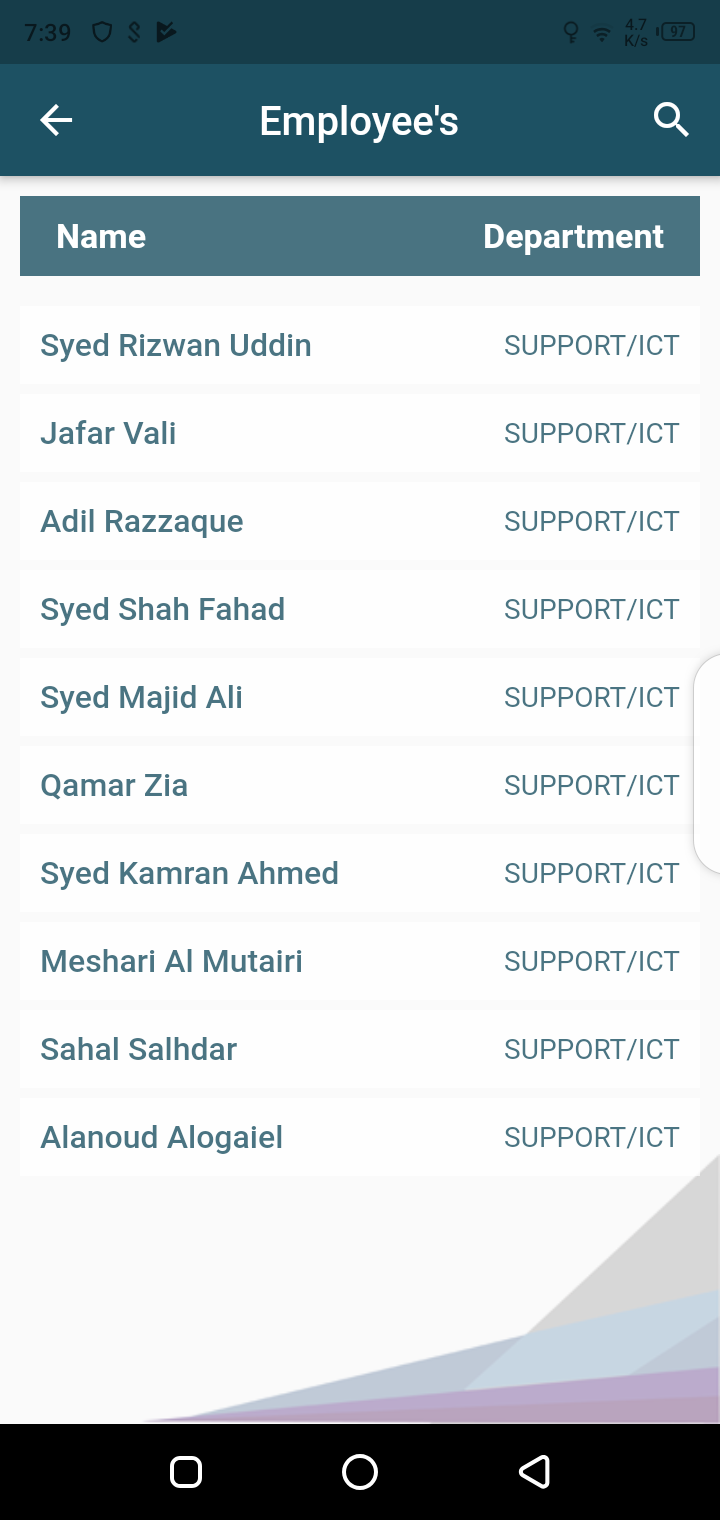 7:39
4.7
K/s
97
Employee's
Name Department
Syed Rizwan Uddin SUPPORT/ICT
Jafar Vali SUPPORT/ICT
Adil Razzaque SUPPORT/ICT
Syed Shah Fahad SUPPORT/ICT
Syed Majid Ali SUPPORT/ICT
Qamar Zia SUPPORT/ICT
Syed Kamran Ahmed SUPPORT/ICT
Meshari Al Mutairi SUPPORT/ICT
Sahal Salhdar SUPPORT/ICT
Alanoud Alogaiel SUPPORT/ICT